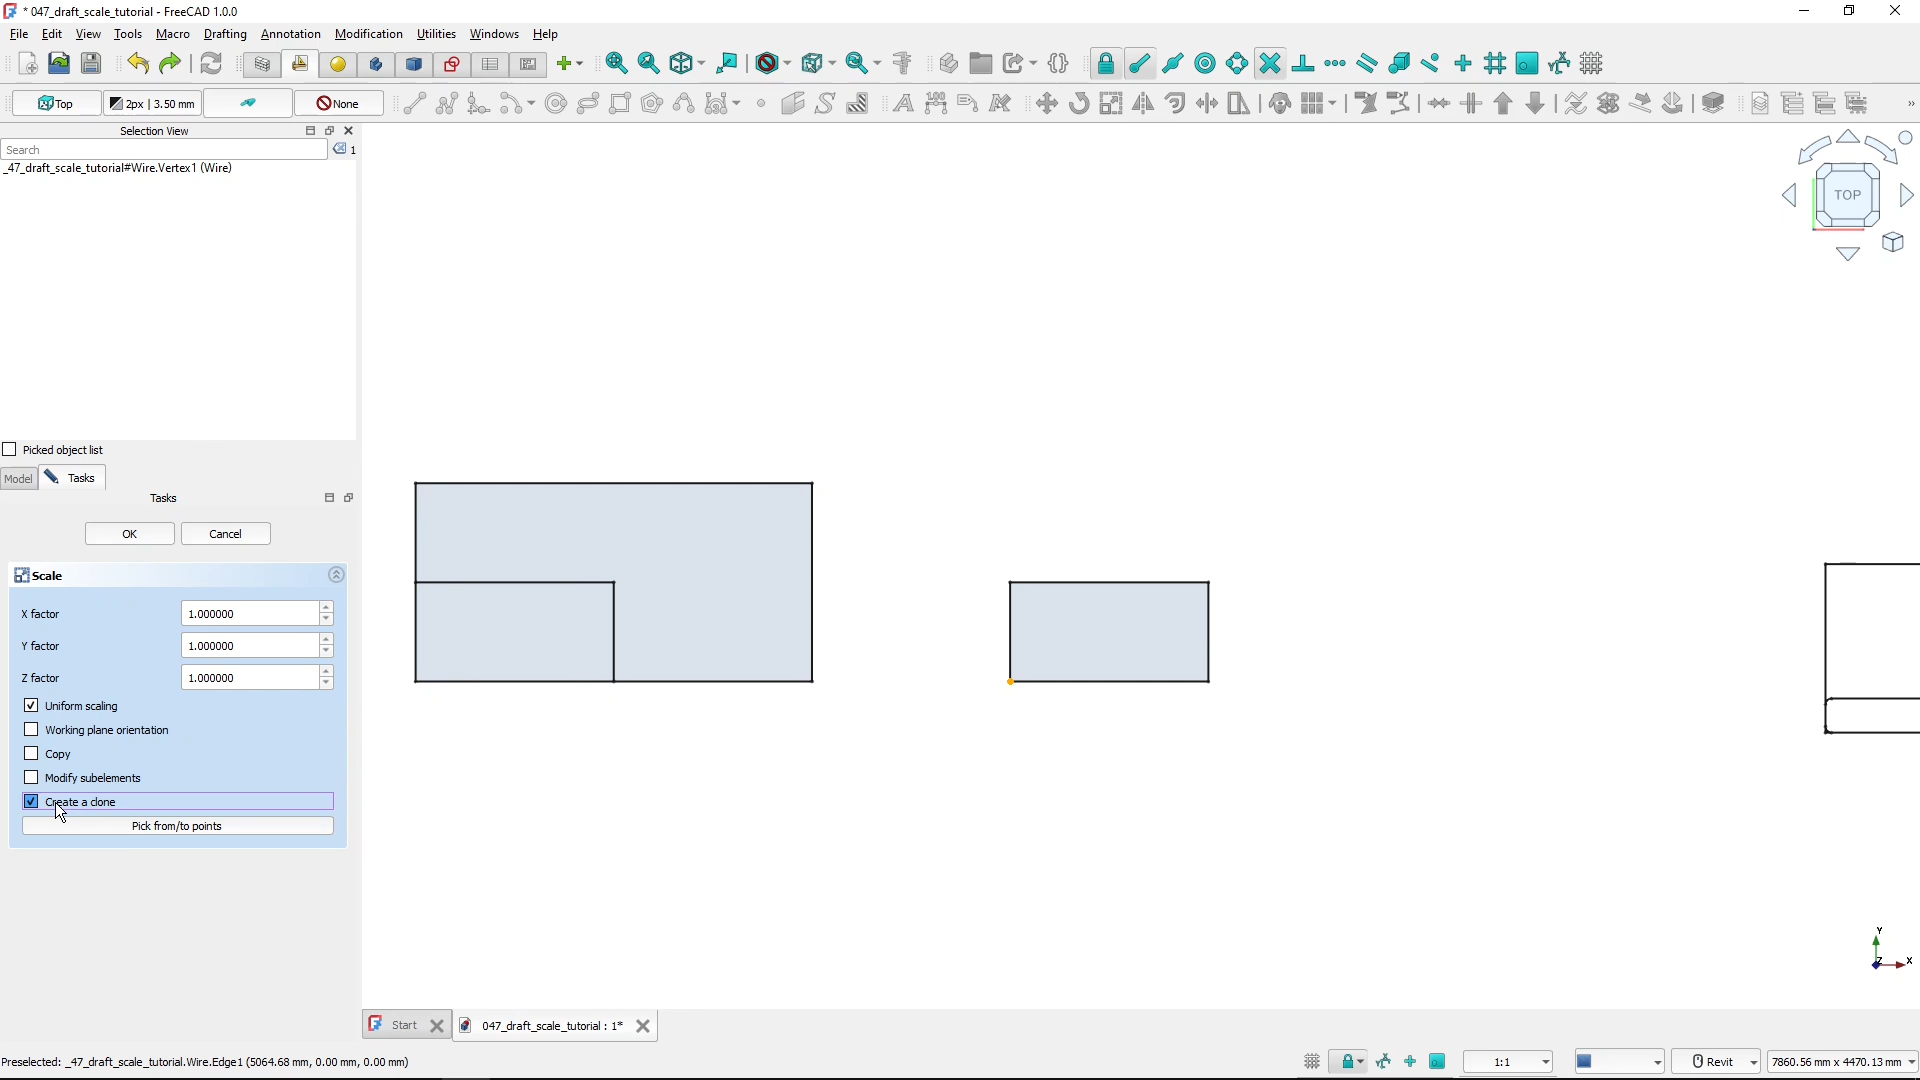 * 047_draft_scale_tutorial - FreeCAD 1.0.0
File Edit View Tools Macro Drafting Annotation Modification Utilities Windows Help
Top 2px | 3.50 mm None »
Selection View
Search 1
_47_draft_scale_tutorial#Wire.Vertex1 (Wire)
TOP
Picked object list
Model Tasks
Tasks
OK Cancel
Scale
X factor 1.000000
Y factor 1.000000
Z factor 1.000000
Uniform scaling
Working plane orientation
Copy
Modify subelements
Create a clone
Pick from/to points
Y
Z X
Start 047_draft_scale_tutorial : 1*
Preselected: _47_draft_scale_tutorial.Wire.Edge1 (5064.68 mm, 0.00 mm, 0.00 mm) 1:1 Revit 7860.56 mm x 4470.13 mm